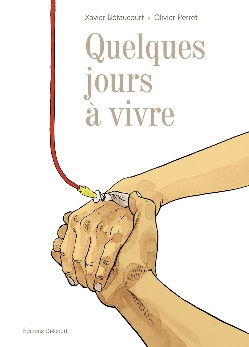 Xavier Bétaucourt • Olivier Perret
Quelques
jours
à vivre
Éditions Delcourt